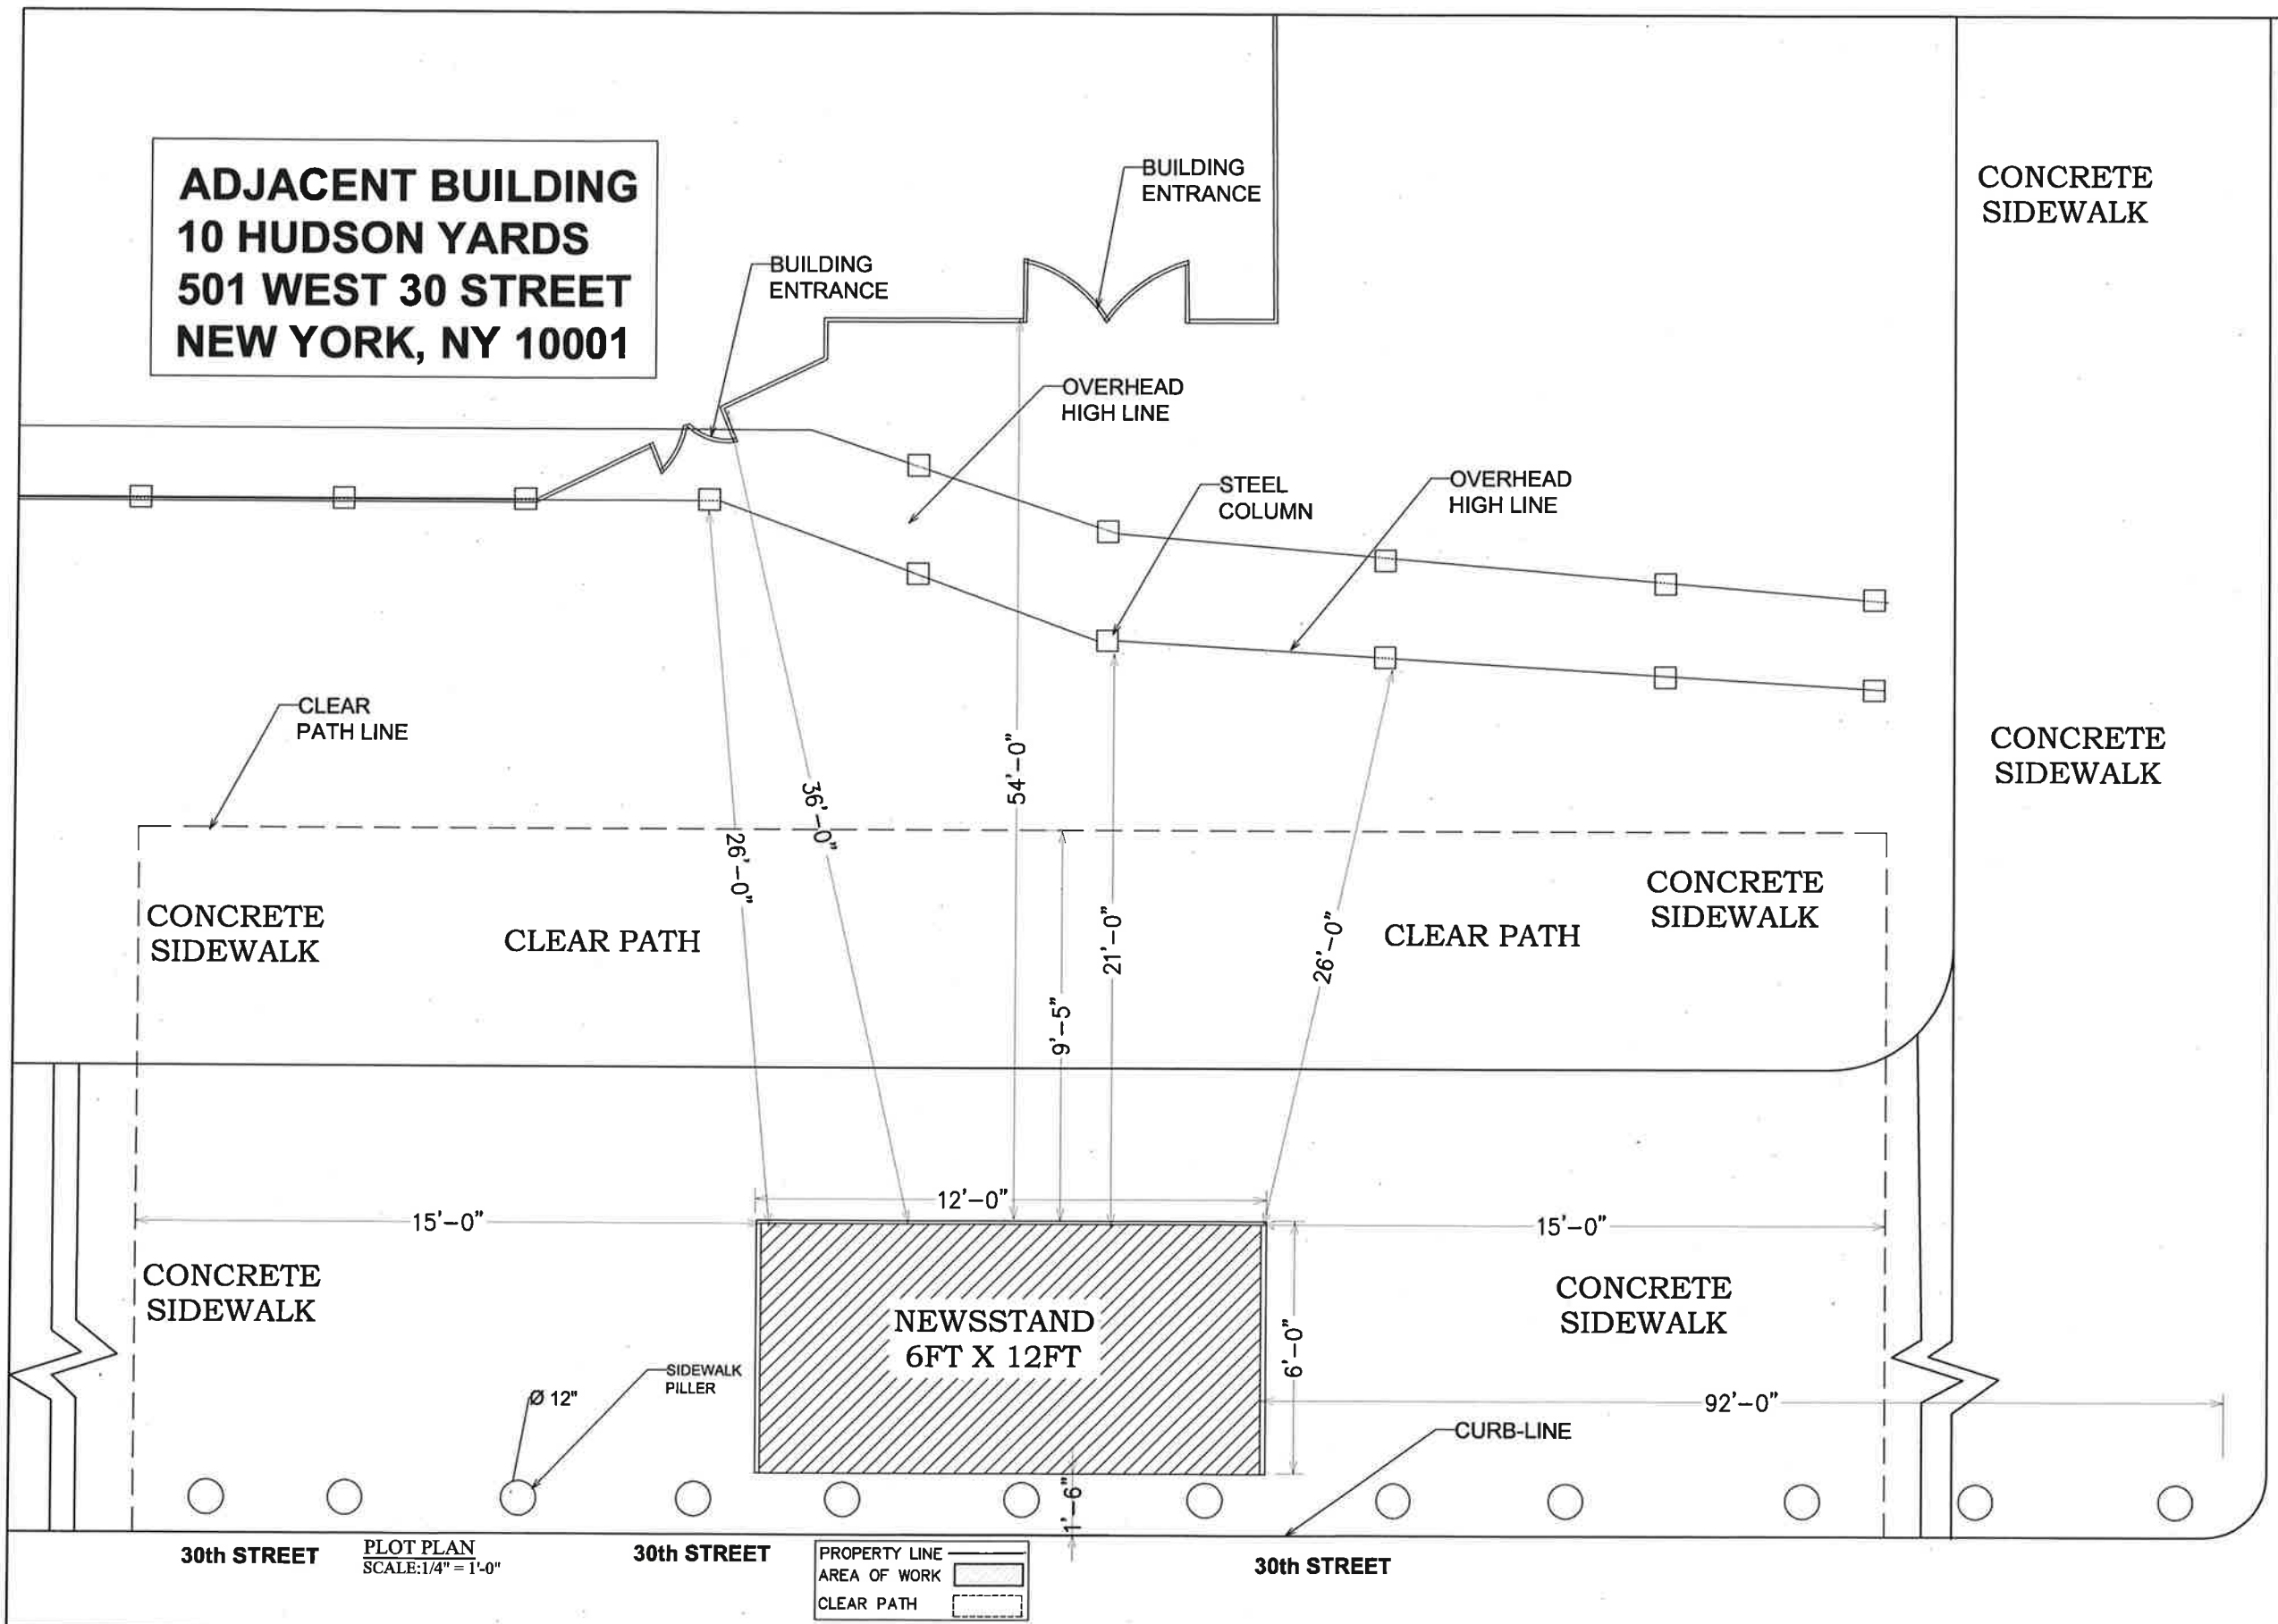 ADJACENT BUILDING
10 HUDSON YARDS
501 WEST 30 STREET
NEW YORK, NY 10001
BUILDING
ENTRANCE
BUILDING
ENTRANCE
CONCRETE
SIDEWALK
OVERHEAD
HIGH LINE
STEEL
COLUMN
OVERHEAD
HIGH LINE
CLEAR
PATH LINE
CONCRETE
SIDEWALK
54'-0"
36'-0"
26'-0"
CONCRETE
SIDEWALK
CLEAR PATH
9'-5"
21'-0"
26'-0"
CLEAR PATH
CONCRETE
SIDEWALK
12'-0"
15'-0"
15'-0"
CONCRETE
SIDEWALK
NEWSSTAND
6FT X 12FT
6'-0"
CONCRETE
SIDEWALK
SIDEWALK
PILLER
Ø 12"
92'-0"
CURB-LINE
1'-6"
30th STREET
PLOT PLAN
SCALE:1/4" = 1'-0"
30th STREET
PROPERTY LINE
AREA OF WORK
CLEAR PATH
30th STREET